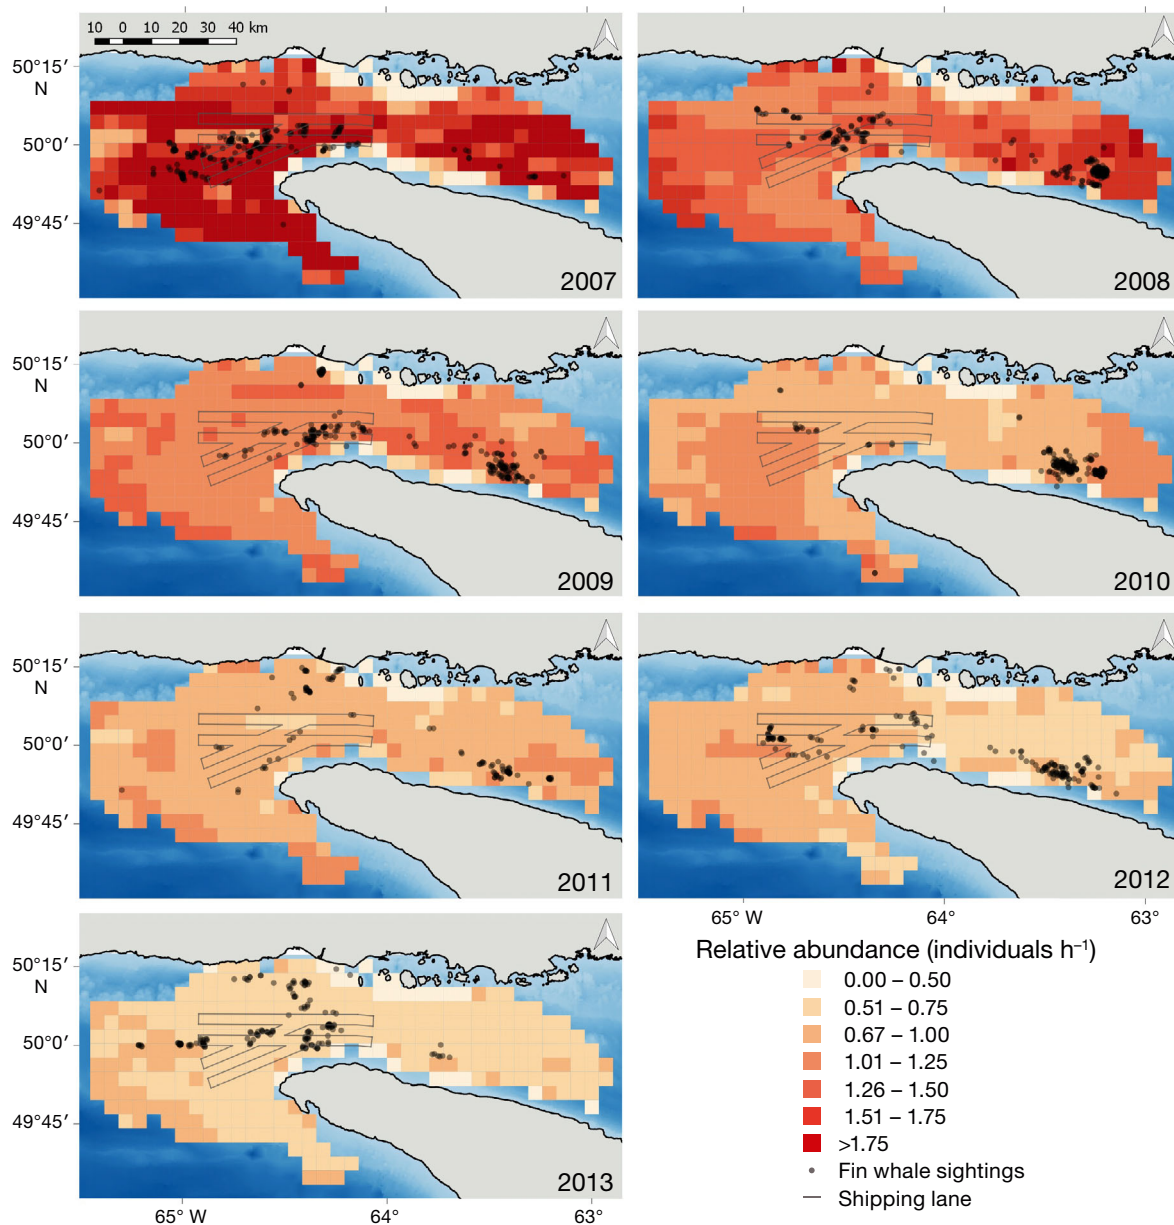 10 0 10 20 30 40 km
50°15′
N
50°0′
49°45′
2007
2008
50°15′
N
50°0′
49°45′
2009
2010
50°15′
N
50°0′
49°45′
2011
2012
65° W 64° 63°
50°15′
N
50°0′
49°45′
2013
65° W 64° 63°
Relative abundance (individuals h⁻¹)
0.00 – 0.50
0.51 – 0.75
0.67 – 1.00
1.01 – 1.25
1.26 – 1.50
1.51 – 1.75
>1.75
Fin whale sightings
Shipping lane